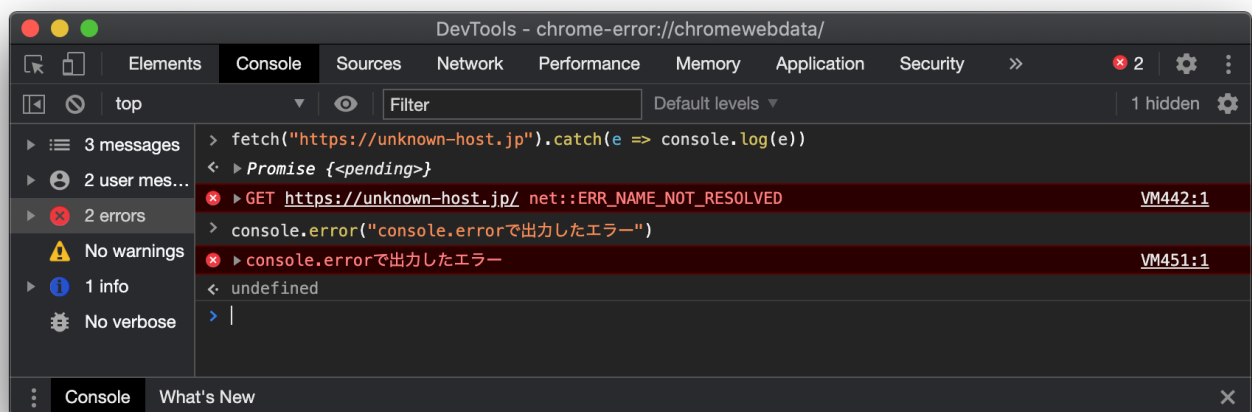 DevTools - chrome-error://chromewebdata/
Elements Console Sources Network Performance Memory Application Security » 2
top ▼ Filter Default levels ▼ 1 hidden
3 messages
2 user mes...
2 errors
No warnings
1 info
No verbose
> fetch("https://unknown-host.jp").catch(e => console.log(e))
Promise {<pending>}
GET https://unknown-host.jp/ net::ERR_NAME_NOT_RESOLVED VM442:1
> console.error("console.errorで出力したエラー")
console.errorで出力したエラー VM451:1
undefined
>
Console What's New